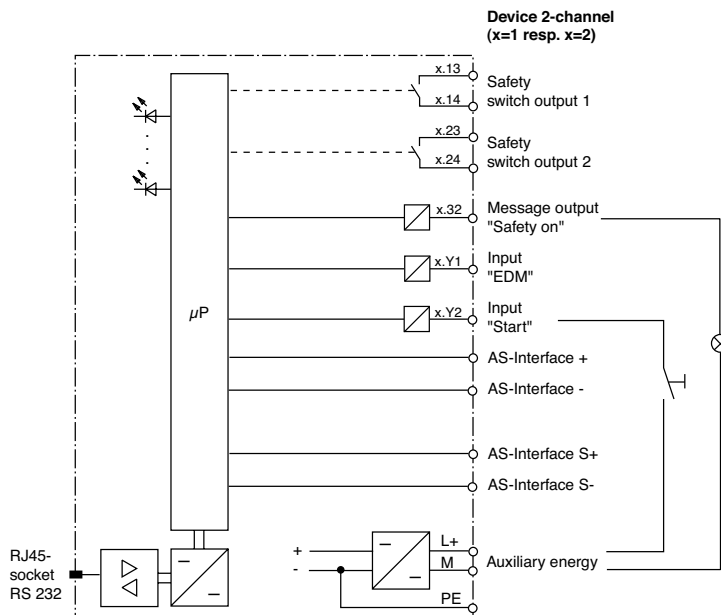 Device 2-channel
(x=1 resp. x=2)
x.13
Safety
switch output 1
x.14
x.23
Safety
switch output 2
x.24
x.32
Message output
"Safety on"
x.Y1
Input
"EDM"
x.Y2
Input
"Start"
µP
AS-Interface +
AS-Interface -
AS-Interface S+
AS-Interface S-
RJ45-
socket
RS 232
+
-
L+
M
Auxiliary energy
PE